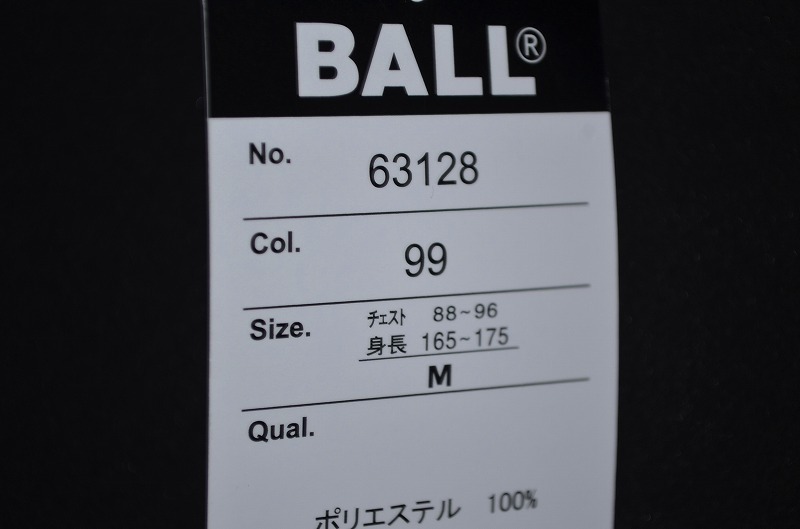 BALL®
No. 63128
Col. 99
Size. チェスト 88~96
身長 165~175
M
Qual.
ポリエステル 100%